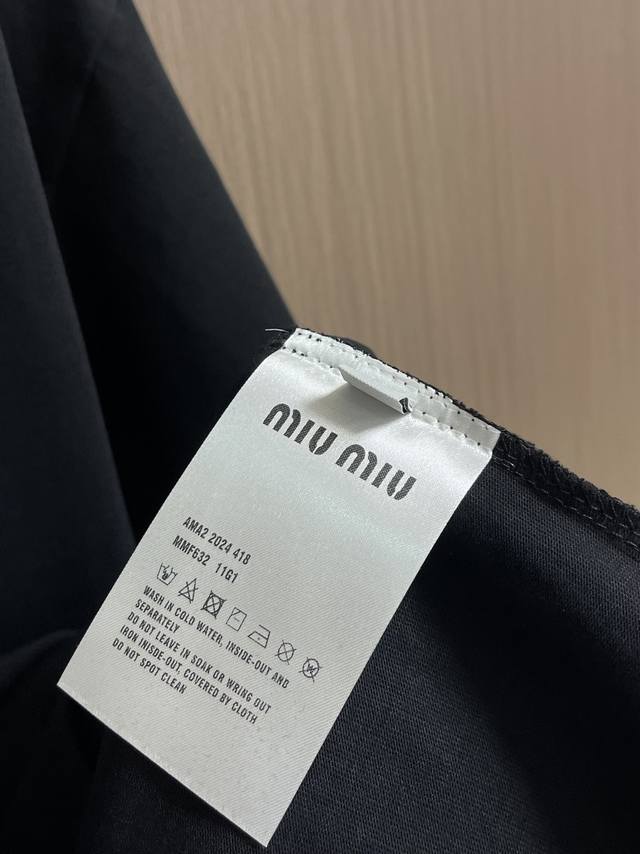 MIU MIU
AMA2 2024 418
MMF632 11G1
WASH IN COLD WATER, INSIDE-OUT AND
SEPARATELY
DO NOT LEAVE IN SOAK OR WRING OUT
IRON INISDE-OUT, COVERED BY CLOTH
DO NOT SPOT CLEAN